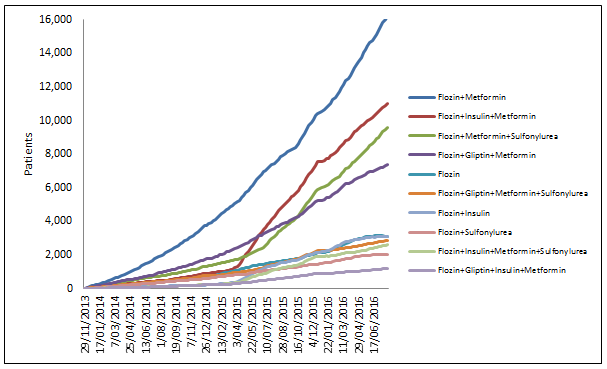 16,000
14,000
12,000
10,000
8,000
6,000
4,000
2,000
0
Patients
29/11/2013
17/01/2014
7/03/2014
25/04/2014
13/06/2014
1/08/2014
19/09/2014
7/11/2014
26/12/2014
13/02/2015
3/04/2015
22/05/2015
10/07/2015
28/08/2015
16/10/2015
4/12/2015
22/01/2016
11/03/2016
29/04/2016
17/06/2016
Flozin+Metformin
Flozin+Insulin+Metformin
Flozin+Metformin+Sulfonylurea
Flozin+Gliptin+Metformin
Flozin
Flozin+Gliptin+Metformin+Sulfonylurea
Flozin+Insulin
Flozin+Sulfonylurea
Flozin+Insulin+Metformin+Sulfonylurea
Flozin+Gliptin+Insulin+Metformin